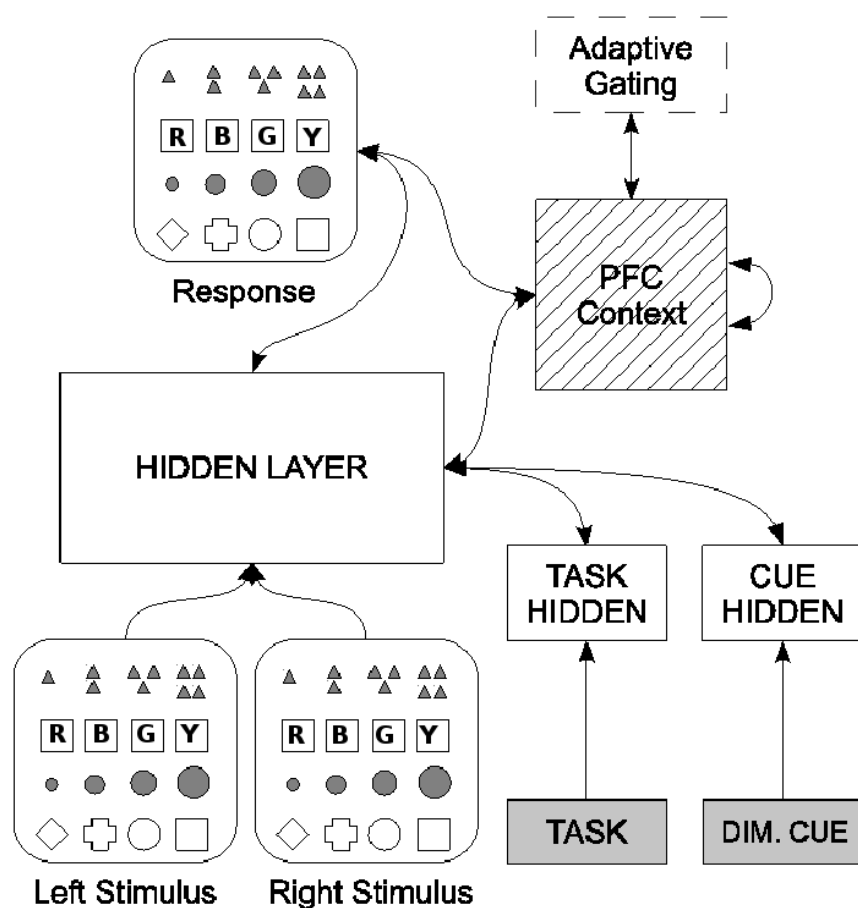 Adaptive
Gating
R B G Y
Response
PFC
Context
HIDDEN LAYER
TASK
HIDDEN
CUE
HIDDEN
R B G Y
R B G Y
TASK
DIM. CUE
Left Stimulus
Right Stimulus